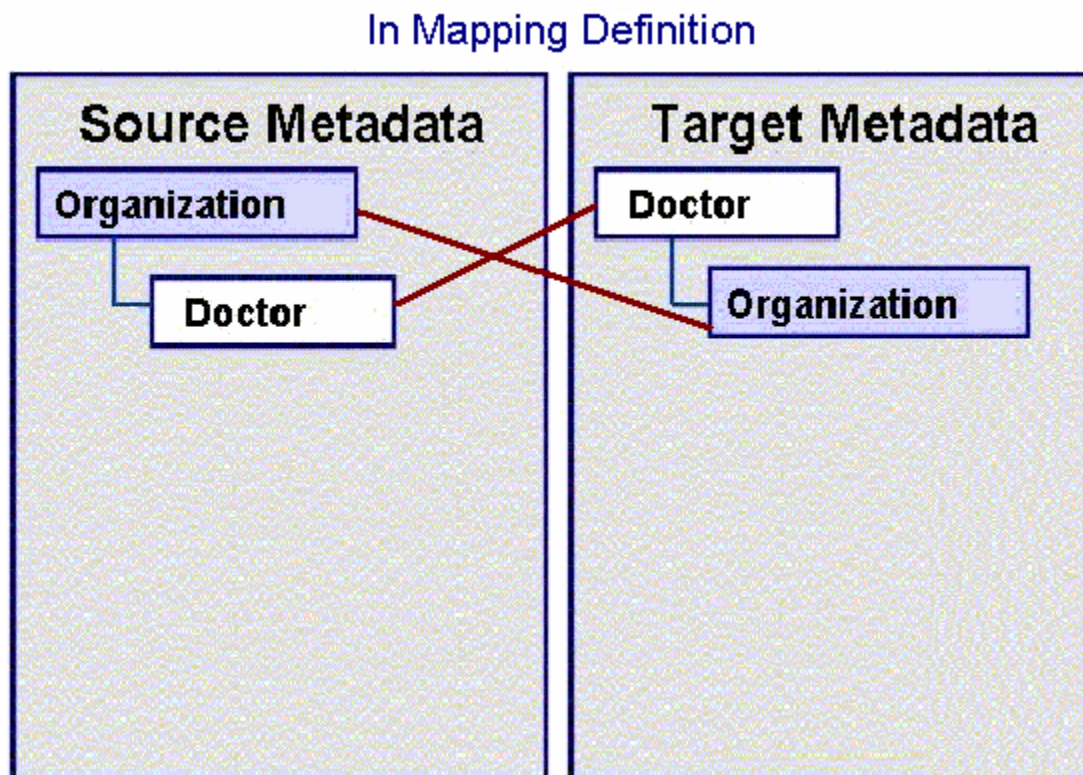 In Mapping Definition
Source Metadata
Organization
Doctor
Target Metadata
Doctor
Organization